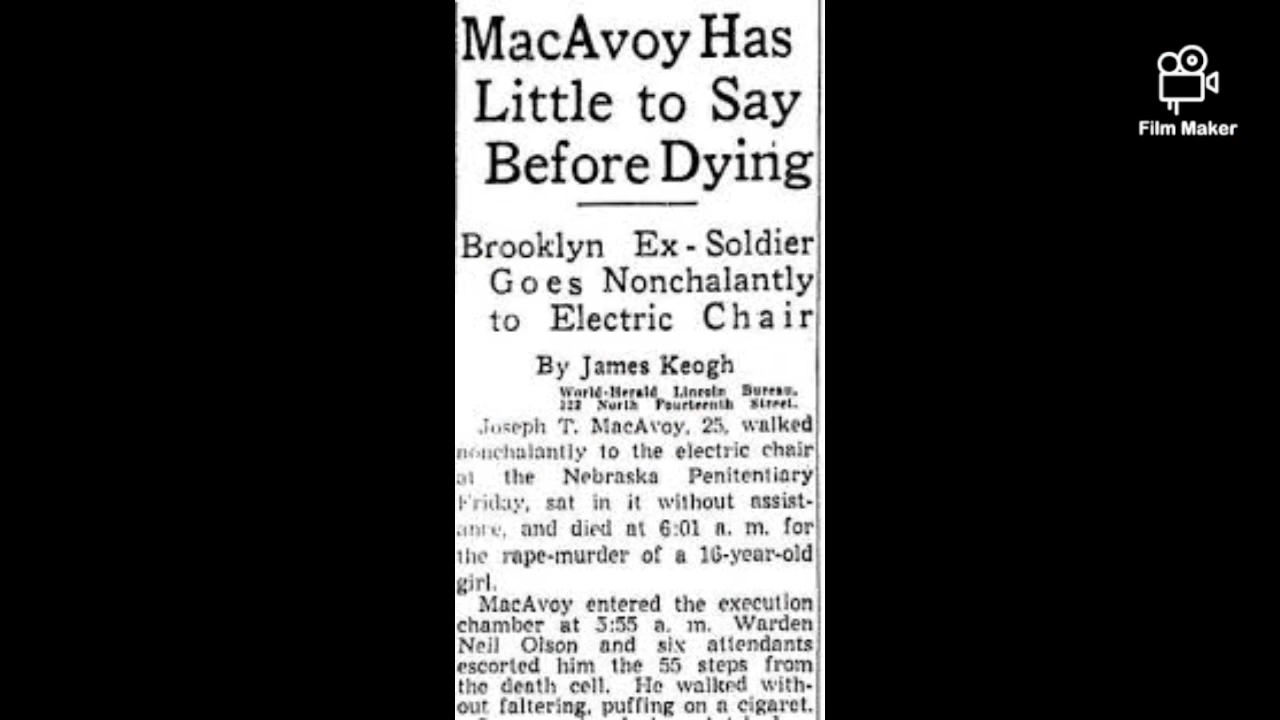 MacAvoy Has
Little to Say
Before Dying
Brooklyn Ex - Soldier
Goes Nonchalantly
to Electric Chair
By James Keogh
World-Herald Lincoln Bureau,
222 North Fourteenth Street.
Joseph T. MacAvoy, 25, walked
nonchalantly to the electric chair
at the Nebraska Penitentiary
Friday, sat in it without assist-
ance, and died at 6:01 a. m. for
the rape-murder of a 16-year-old
girl.
MacAvoy entered the execution
chamber at 5:55 a. m. Warden
Neil Olson and six attendants
escorted him the 55 steps from
the death cell. He walked with-
out faltering, puffing on a cigaret.
Film Maker